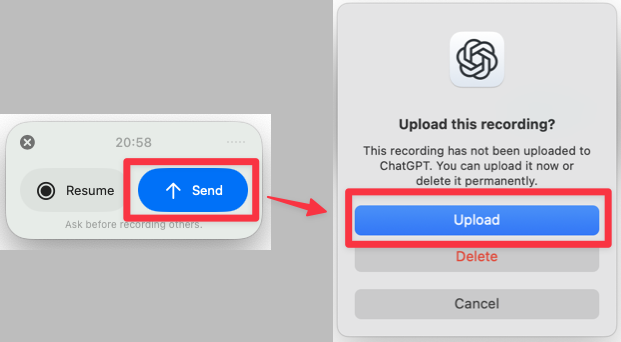 20:58
Resume
Send
Ask before recording others.
Upload this recording?
This recording has not been uploaded to
ChatGPT. You can upload it now or
delete it permanently.
Upload
Delete
Cancel